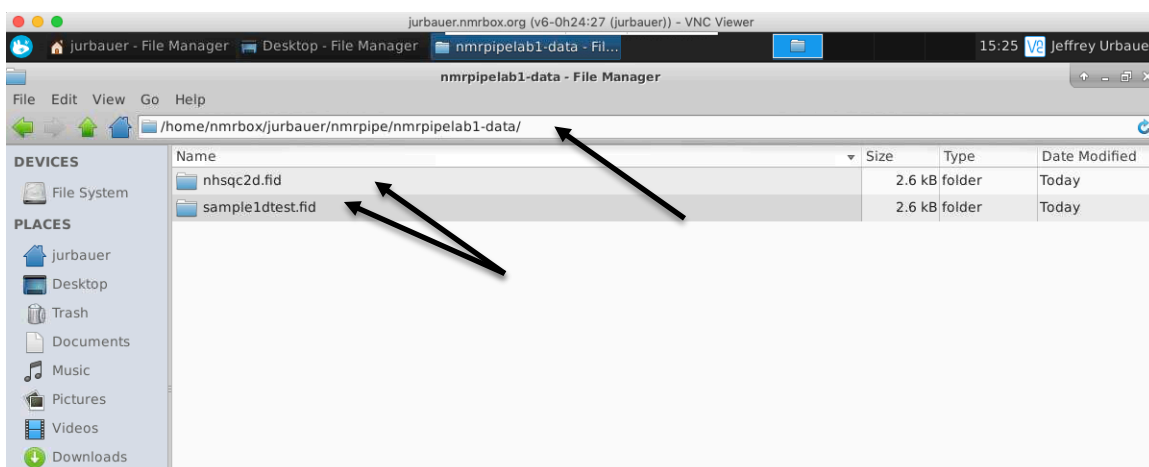 jurbauer.nmrbox.org (v6-0h24:27 (jurbauer)) - VNC Viewer
jurbauer - File Manager Desktop - File Manager nmrpipelab1-data - Fil... 15:25 Jeffrey Urbaue
nmrpipelab1-data - File Manager
File Edit View Go Help
/home/nmrbox/jurbauer/nmrpipe/nmrpipelab1-data/
DEVICES Name Size Type Date Modified
nhsqc2d.fid 2.6 kB folder Today
File System
sample1dtest.fid 2.6 kB folder Today
PLACES
jurbauer
Desktop
Trash
Documents
Music
Pictures
Videos
Downloads